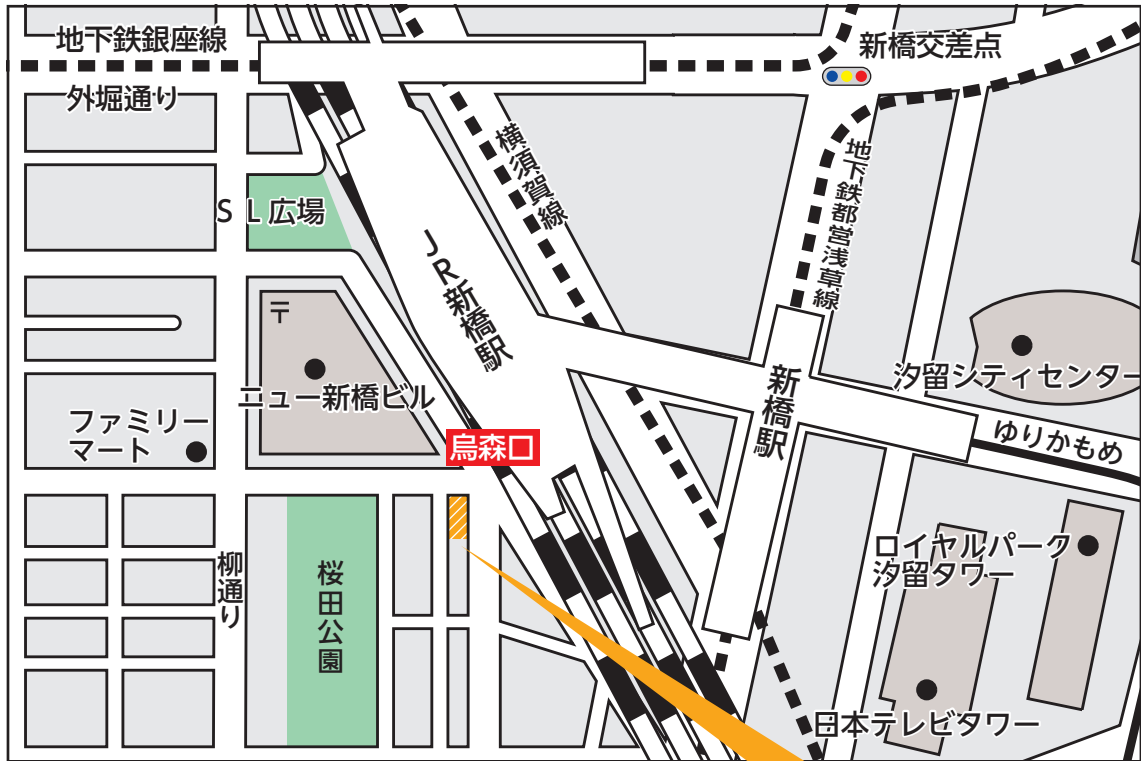 地下鉄銀座線
新橋交差点
外堀通り
横須賀線
地下鉄都営浅草線
SL広場
JR新橋駅
〒
汐留シティセンター
ニュー新橋ビル
新橋駅
ファミリー
マート
烏森口
ゆりかもめ
ロイヤルパーク
汐留タワー
柳通り
桜田公園
日本テレビタワー